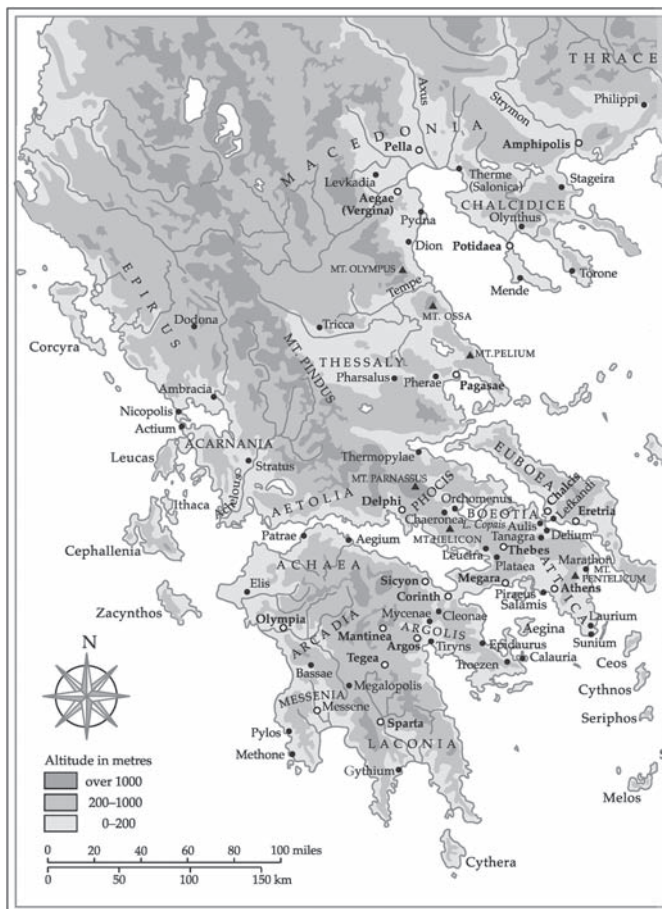 THRACE
Philippi
Axus
Strymon
Amphipolis
MACEDONIA
Pella
Levkadia
Therme
(Salonica)
Stageira
Aegae
(Vergina)
CHALCIDICE
Pydna
Olynthus
Dion
Potidaea
MT. OLYMPUS
Torone
Mende
Tempe
EPIRUS
MT. OSSA
Dodona
Tricca
Corcyra
MT. PINDUS
THESSALY
MT. PELIUM
Pharsalus
Pherae
Pagasae
Ambracia
Nicopolis
Actium
ACARNANIA
Thermopylae
EUBOEA
Leucas
Stratus
MT. PARNASSUS
PHOCIS
Chalcis
Lefkandi
Achelous
Ithaca
AETOLIA
Delphi
Orchomenus
BOEOTIA
Eretria
Chaeronea
L. Copais
Aulis
Delium
Cephallenia
Patrae
Aegium
MT. HELICON
Tanagra
Thebes
Leucira
Plataea
Marathon
ACHAEA
ATTICA
MT.
PENTELICUM
Elis
Sicyon
Megara
Athens
Corinth
Piraeus
Salamis
Zacynthos
Mycenae
Cleonae
Laurium
Olympia
ARCADIA
Mantinea
ARGOLIS
Aegina
Sunium
N
Argos
Tiryns
Epidaurus
Ceos
Tegea
Troezen
Calauria
Bassae
Cythnos
MESSENIA
Megalopolis
Messene
Seriphos
Pylos
Sparta
LACONIA
Methone
Gythium
Melos
S
Altitude in metres
over 1000
200–1000
0–200
0 20 40 60 80 100 miles
0 50 100 150 km
Cythera